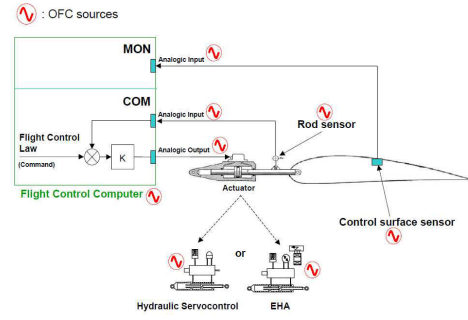 : OFC sources
MON
Analogic Input
COM
Analogic Input
Rod sensor
Flight Control
Law
(Command)
K
Analogic Output
Actuator
Flight Control Computer
Control surface sensor
or
Hydraulic Servocontrol
EHA